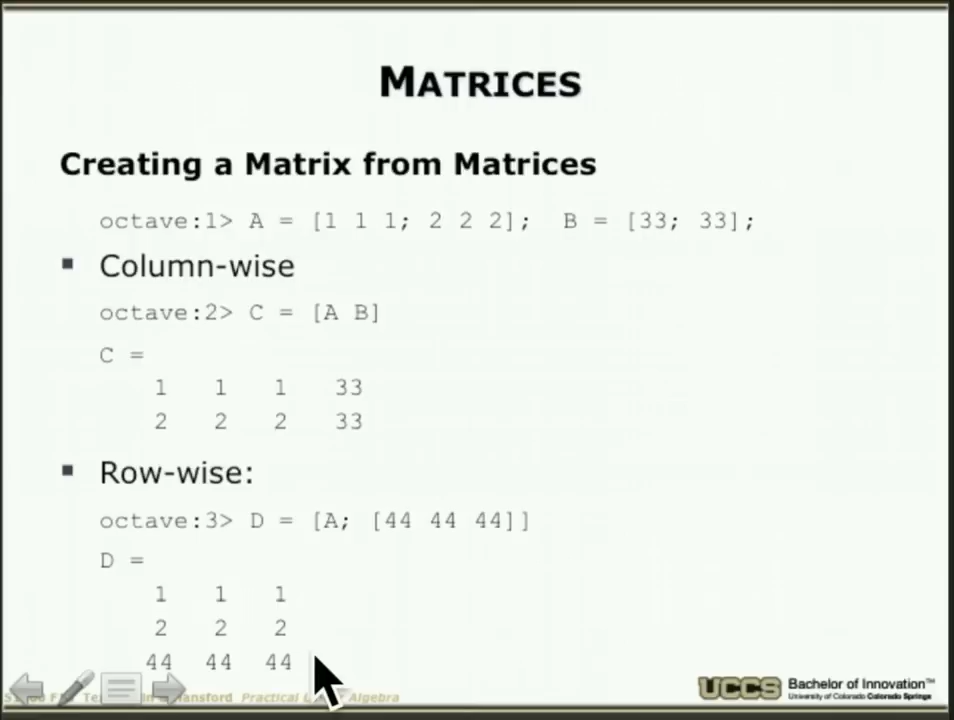 MATRICES
Creating a Matrix from Matrices
octave:1> A = [1 1 1; 2 2 2]; B = [33; 33];
▪ Column-wise
octave:2> C = [A B]
C =
1 1 1 33
2 2 2 33
▪ Row-wise:
octave:3> D = [A; [44 44 44]]
D =
1 1 1
2 2 2
44 44 44
Practical Algebra
UCCS Bachelor of Innovation™
University of Colorado Colorado Springs